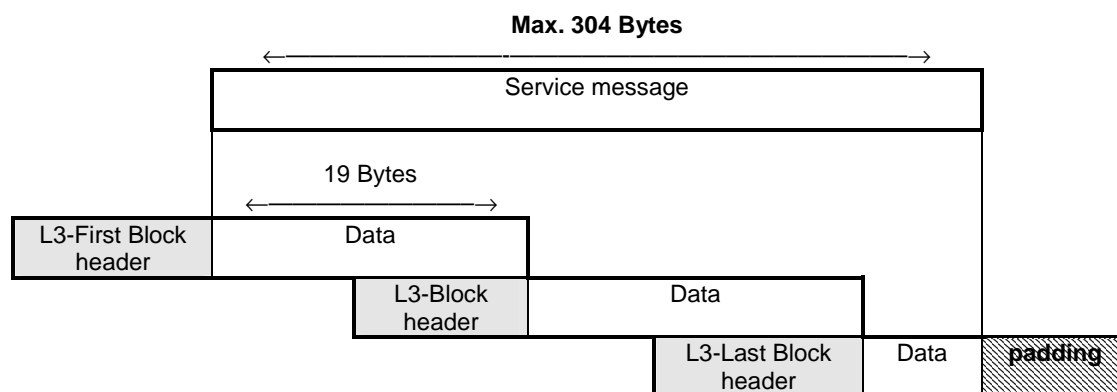 Max. 304 Bytes
Service message
19 Bytes
L3-First Block
header
Data
L3-Block
header
Data
L3-Last Block
header
Data
padding